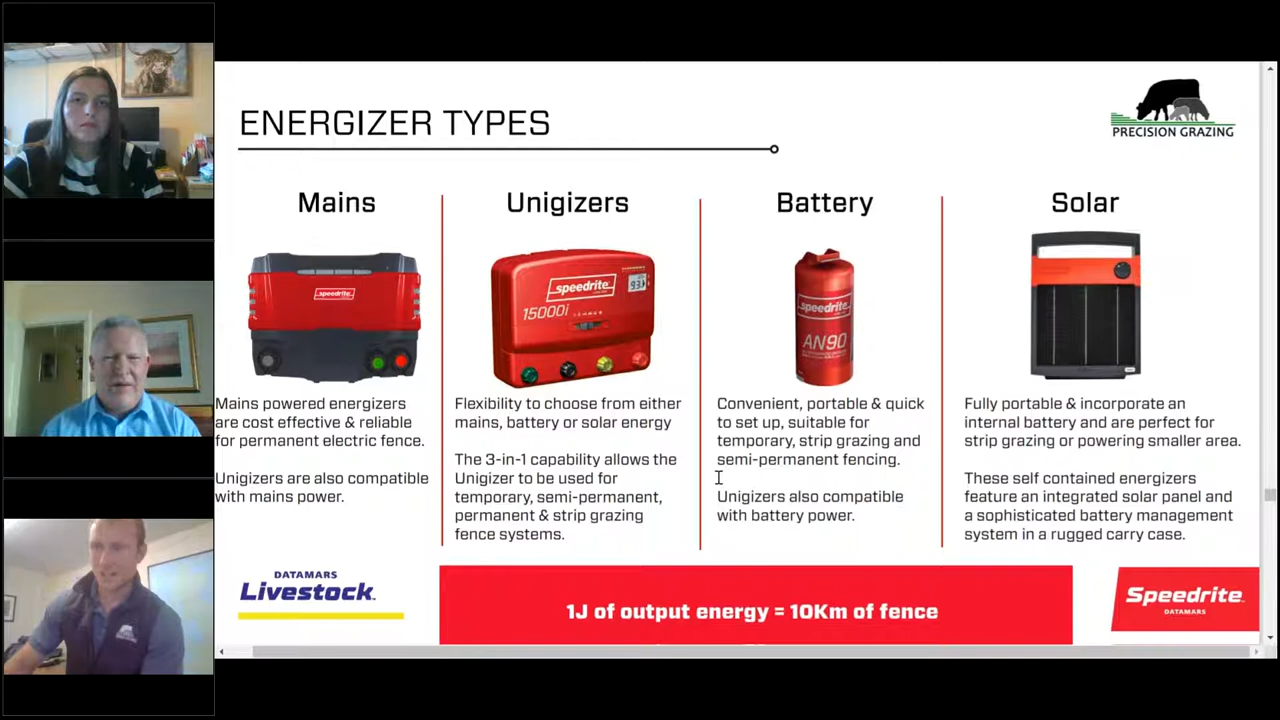 ENERGIZER TYPES
PRECISION GRAZING
Mains
Unigizers
Battery
Solar
speedrite
speedrite
15000i
93
speedrite
AN90
Mains powered energizers
are cost effective & reliable
for permanent electric fence.
Unigizers are also compatible
with mains power.
Flexibility to choose from either
mains, battery or solar energy
The 3-in-1 capability allows the
Unigizer to be used for
temporary, semi-permanent,
permanent & strip grazing
fence systems.
Convenient, portable & quick
to set up, suitable for
temporary, strip grazing and
semi-permanent fencing.
Unigizers also compatible
with battery power.
Fully portable & incorporate an
internal battery and are perfect for
strip grazing or powering smaller area.
These self contained energizers
feature an integrated solar panel and
a sophisticated battery management
system in a rugged carry case.
DATAMARS
Livestock
1J of output energy = 10Km of fence
Speedrite
DATAMARS